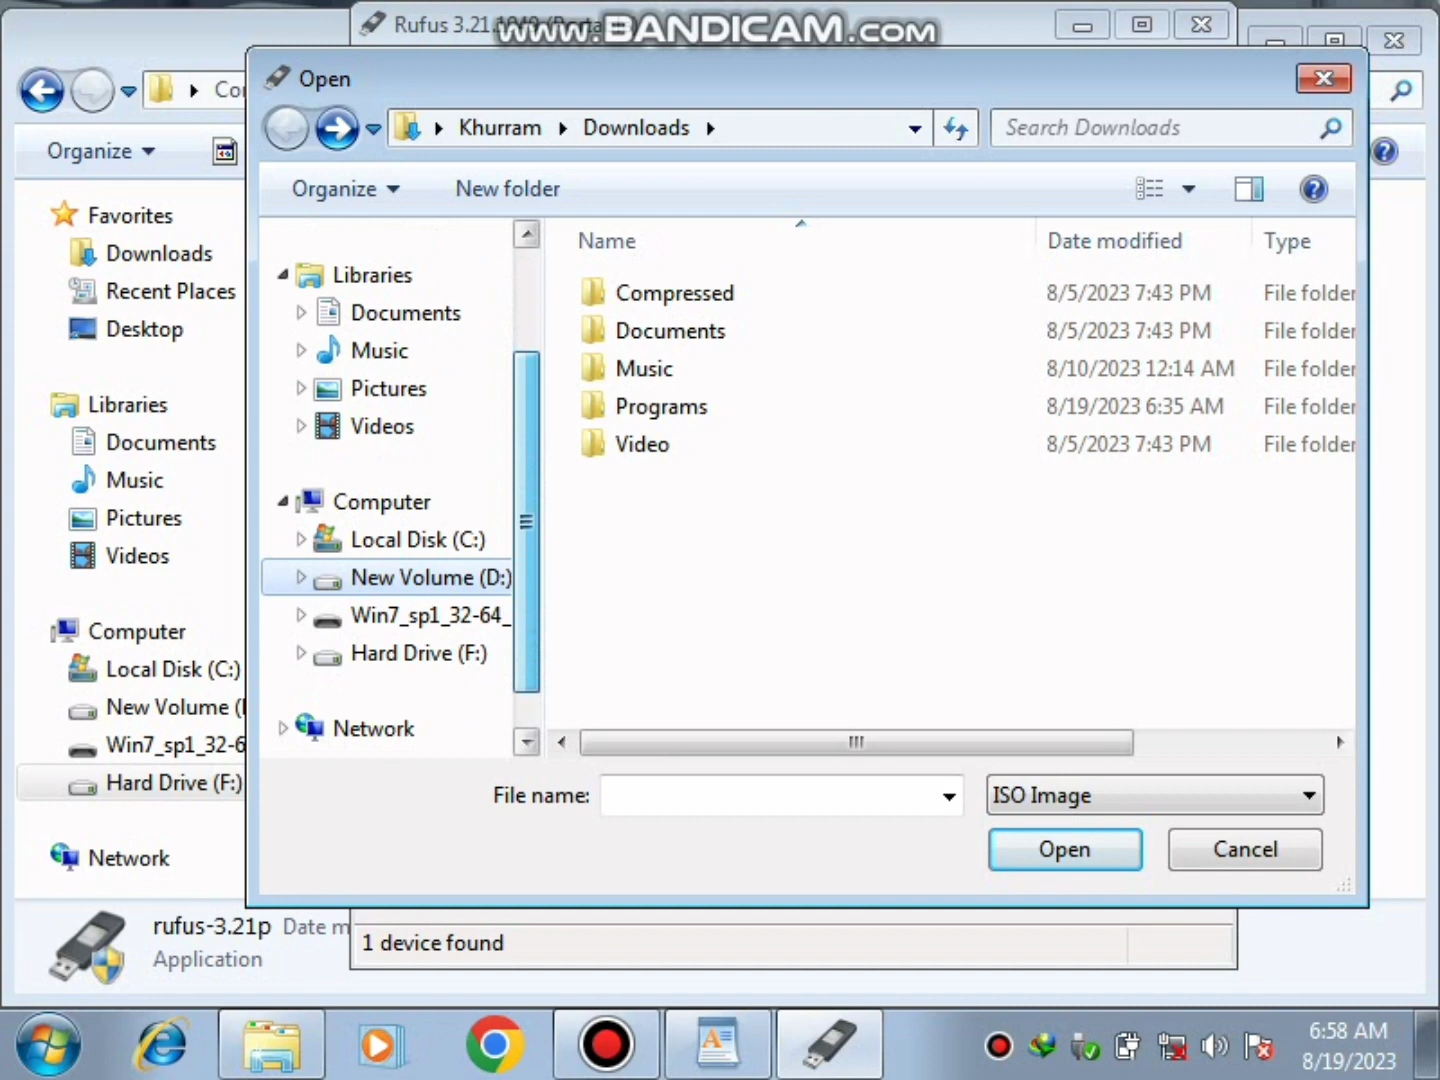 Rufus 3.21.1949 (Portable)
www.BANDICAM.com
Open
Khurram
Downloads
Search Downloads
Organize
New folder
Organize
Favorites
Downloads
Recent Places
Desktop
Libraries
Documents
Music
Pictures
Videos
Computer
Local Disk (C:)
New Volume (
Win7_sp1_32-6
Hard Drive (F:)
Network
Libraries
Documents
Music
Pictures
Videos
Computer
Local Disk (C:)
New Volume (D:)
Win7_sp1_32-64_
Hard Drive (F:)
Network
Name Date modified Type
Compressed 8/5/2023 7:43 PM File folder
Documents 8/5/2023 7:43 PM File folder
Music 8/10/2023 12:14 AM File folder
Programs 8/19/2023 6:35 AM File folder
Video 8/5/2023 7:43 PM File folder
File name:
ISO Image
Open
Cancel
rufus-3.21p Date m
Application
1 device found
6:58 AM
8/19/2023